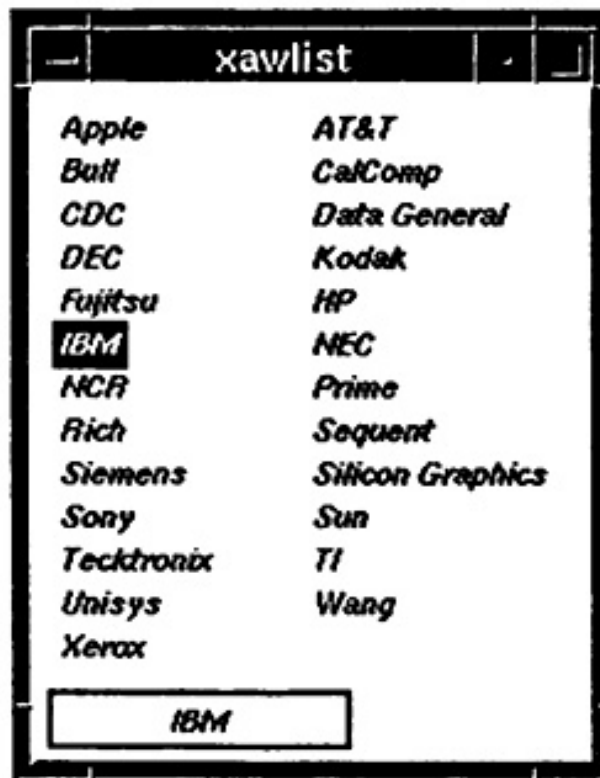 xawlist
Apple AT&T
Bull CalComp
CDC Data General
DEC Kodak
Fujitsu HP
IBM NEC
NCR Prime
Rich Sequent
Siemens Silicon Graphics
Sony Sun
Tecktronix TI
Unisys Wang
Xerox
IBM